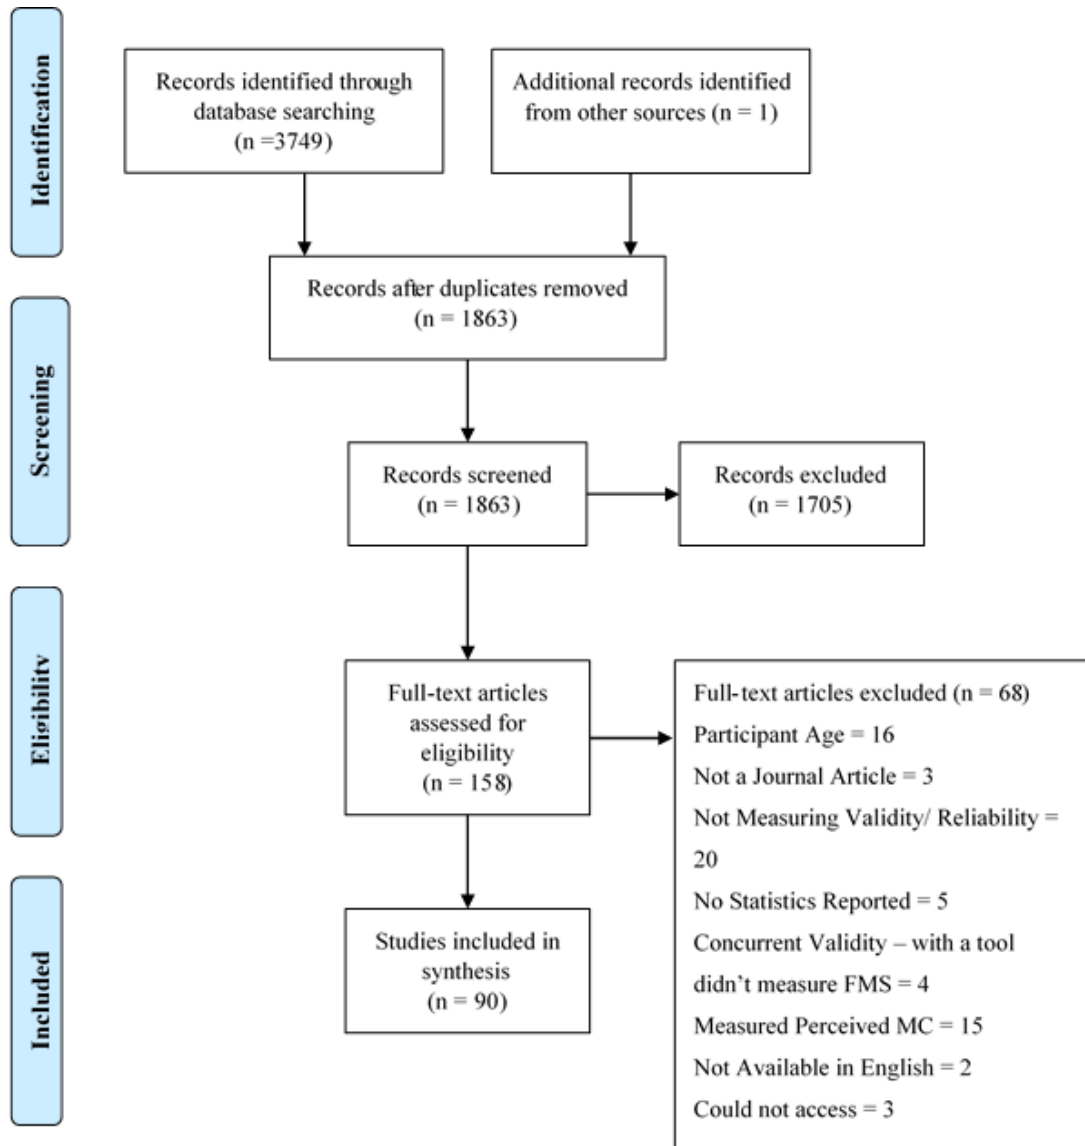 Identification
Records identified through
database searching
(n =3749)
Additional records identified
from other sources (n = 1)
Records after duplicates removed
(n = 1863)
Screening
Records screened
(n = 1863)
Records excluded
(n = 1705)
Eligibility
Full-text articles
assessed for
eligibility
(n = 158)
Full-text articles excluded (n = 68)
Participant Age = 16
Not a Journal Article = 3
Not Measuring Validity/ Reliability =
20
No Statistics Reported = 5
Concurrent Validity – with a tool
didn’t measure FMS = 4
Measured Perceived MC = 15
Not Available in English = 2
Could not access = 3
Included
Studies included in
synthesis
(n = 90)